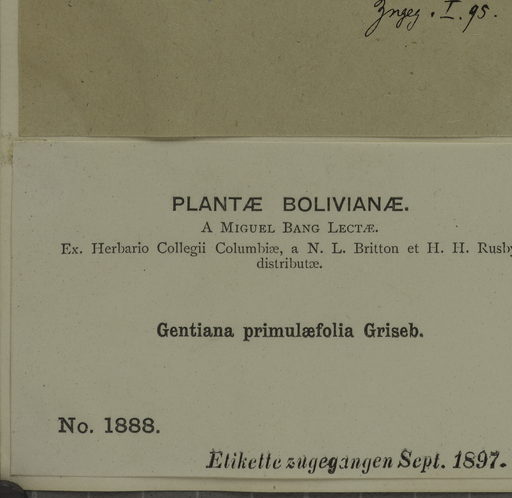 Zngeg. I. 95.
PLANTÆ BOLIVIANÆ.
A MIGUEL BANG LECTÆ.
Ex. Herbario Collegii Columbiæ, a N. L. Britton et H. H. Rusby
distributæ.
Gentiana primulæfolia Griseb.
No. 1888.
Etikette zugegangen Sept. 1897.